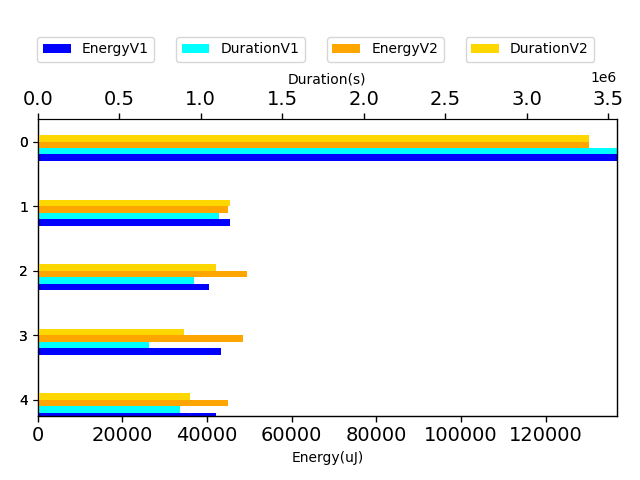 EnergyV1 DurationV1 EnergyV2 DurationV2
Duration(s)
1e6
0.0 0.5 1.0 1.5 2.0 2.5 3.0 3.5
0
1
2
3
4
0 20000 40000 60000 80000 100000 120000
Energy(uJ)